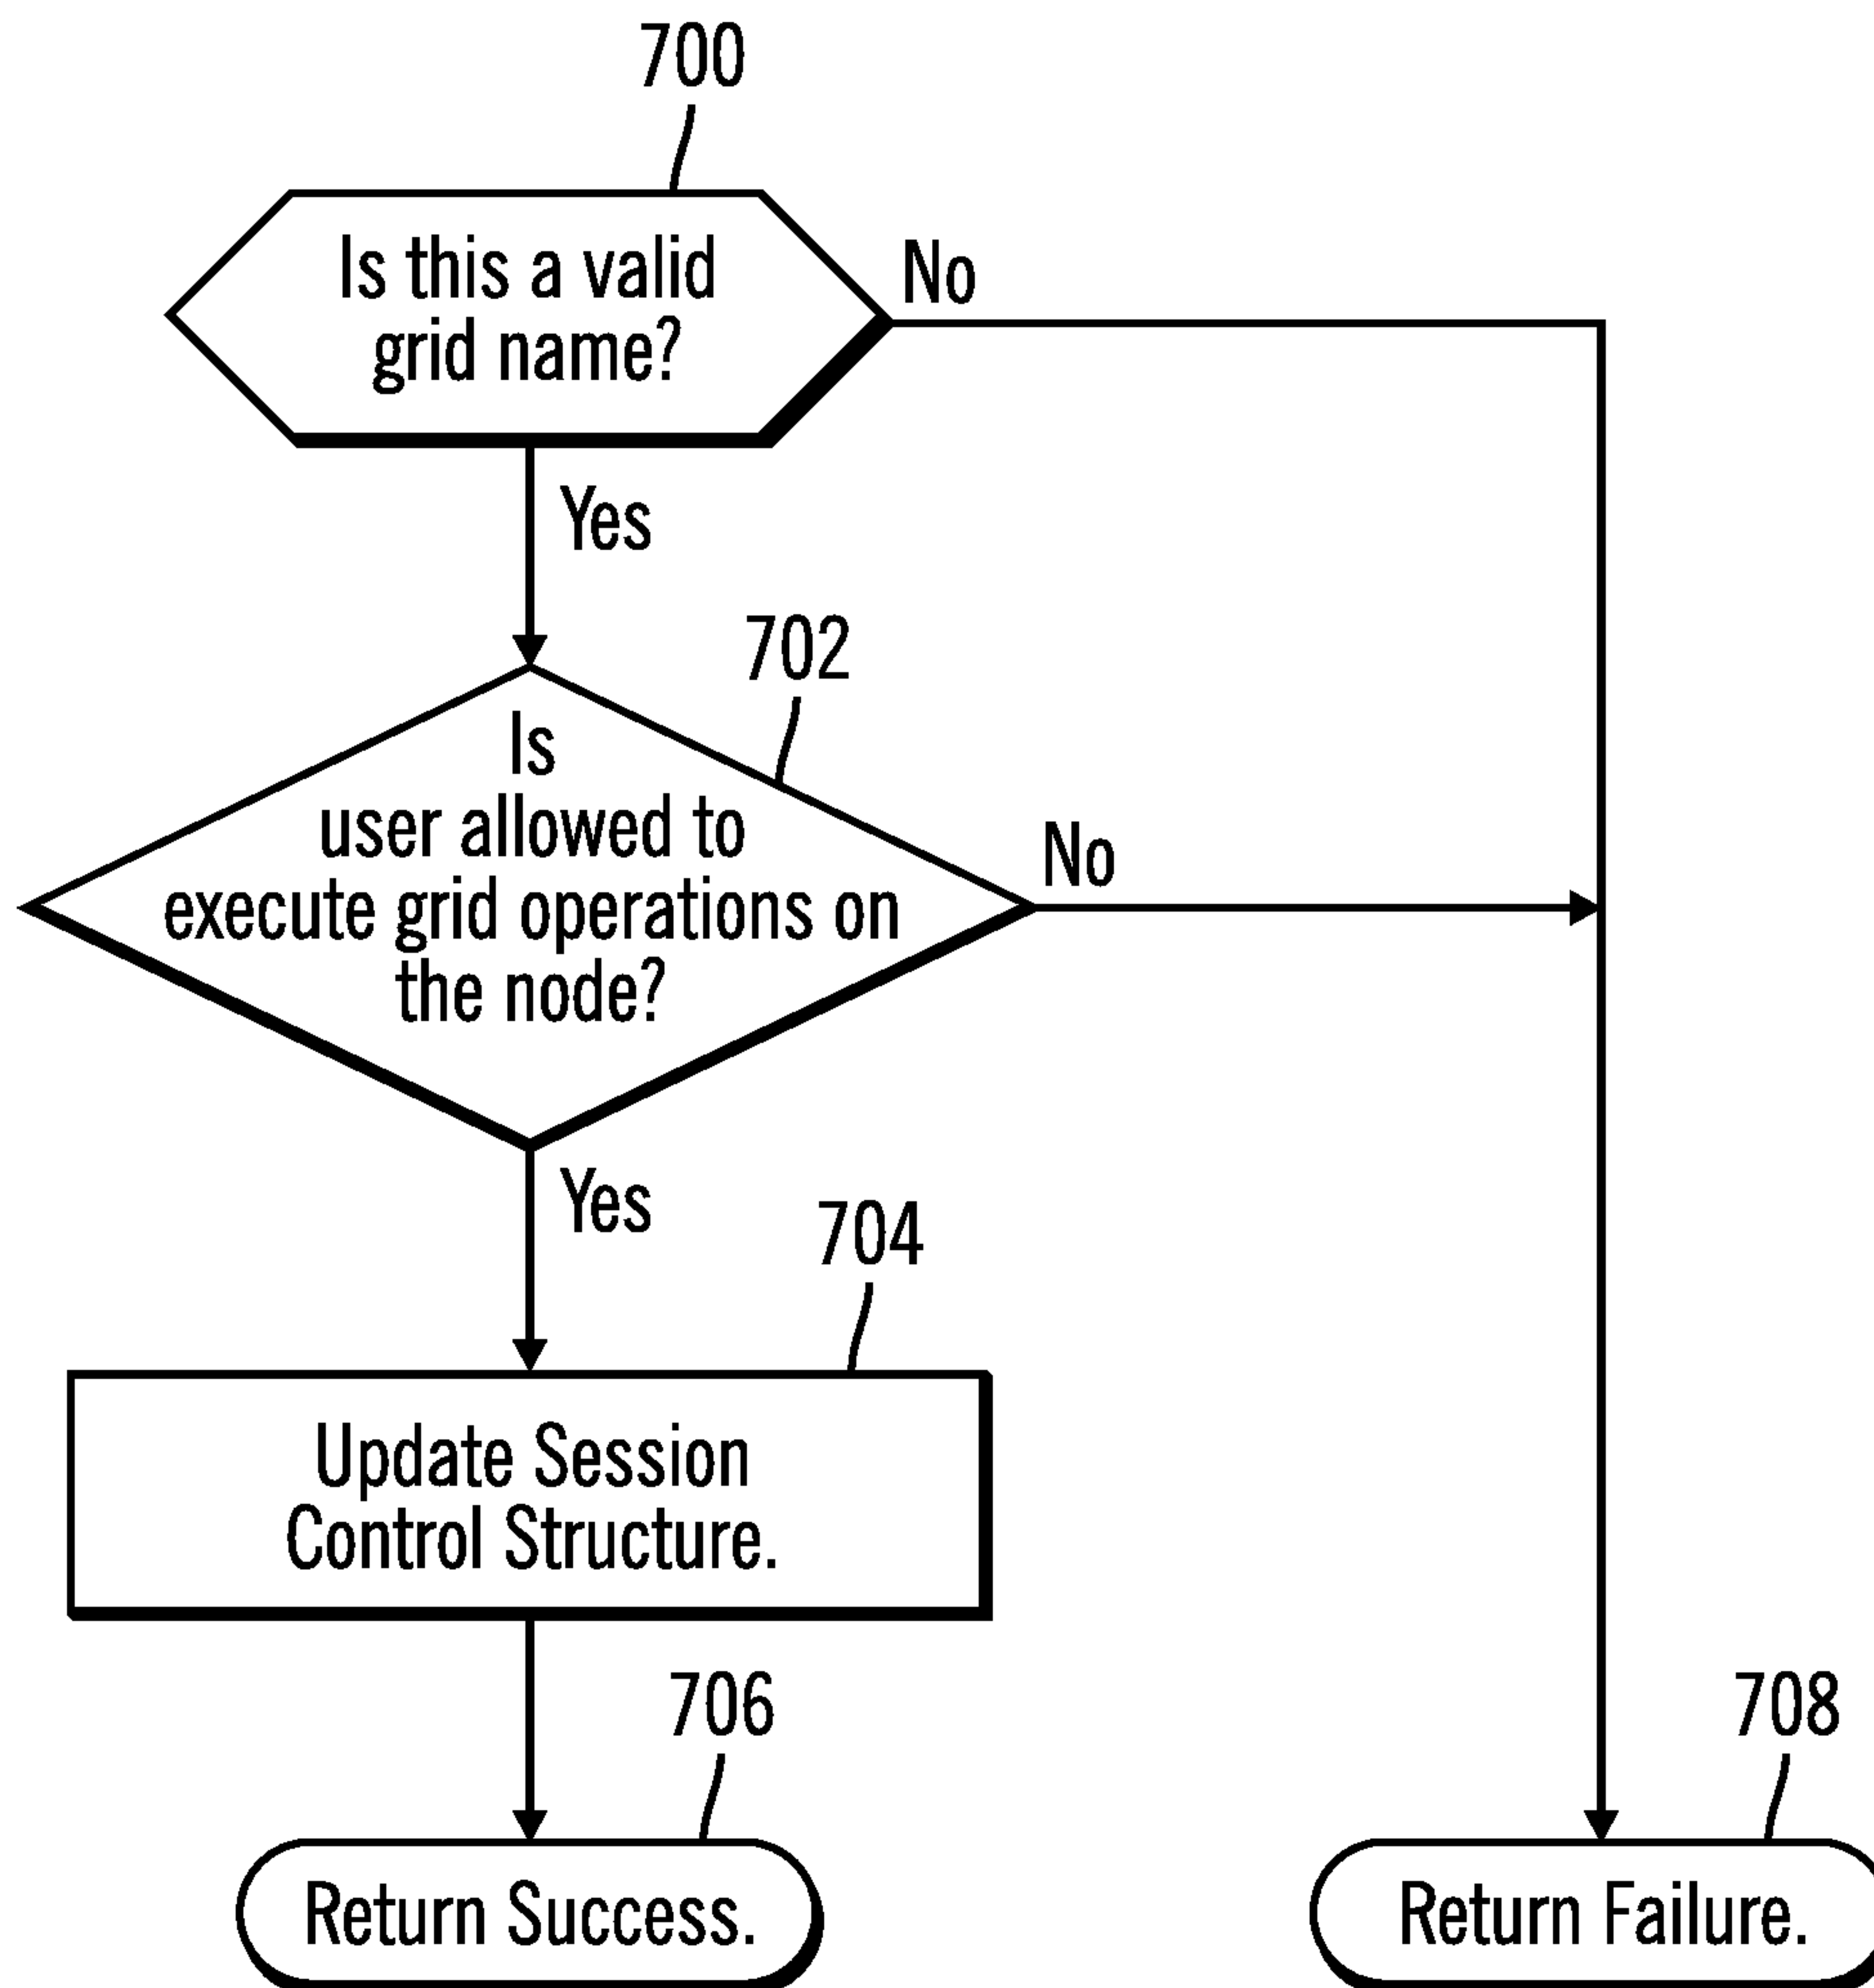 700
Is this a valid
grid name?
No
Yes
702
Is
user allowed to
execute grid operations on
the node?
No
Yes
704
Update Session
Control Structure.
706
708
Return Success.
Return Failure.